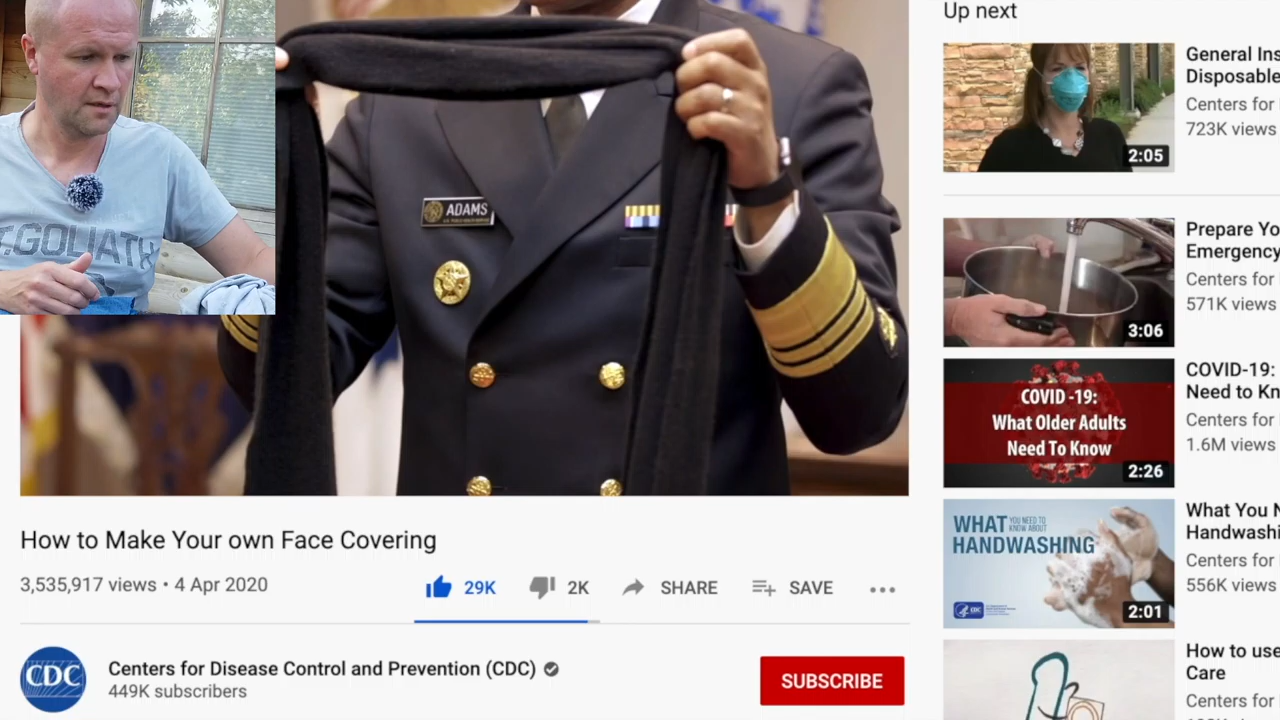 Up next
General Ins
Disposable
Centers for
723K views
2:05
T.GOLIATH
ADAMS
Prepare Yo
Emergency
Centers for
571K views
3:06
COVID -19:
What Older Adults
Need To Know
2:26
COVID-19:
Need to Kn
Centers for
1.6M views
WHAT YOU NEED TO
KNOW ABOUT
HANDWASHING
CDC
2:01
What You N
Handwashi
Centers for
556K views
How to use
Care
Centers for
How to Make Your own Face Covering
3,535,917 views • 4 Apr 2020
29K
2K
SHARE
SAVE
CDC
Centers for Disease Control and Prevention (CDC)
449K subscribers
SUBSCRIBE